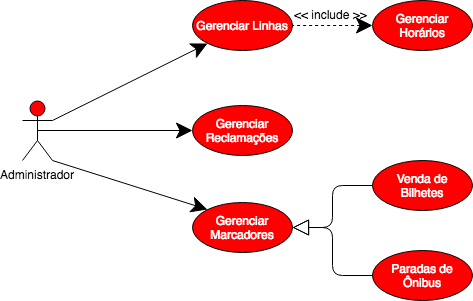 Gerenciar Linhas
<< include >>
Gerenciar
Horários
Gerenciar
Reclamações
Administrador
Gerenciar
Marcadores
Venda de
Bilhetes
Paradas de
Ônibus